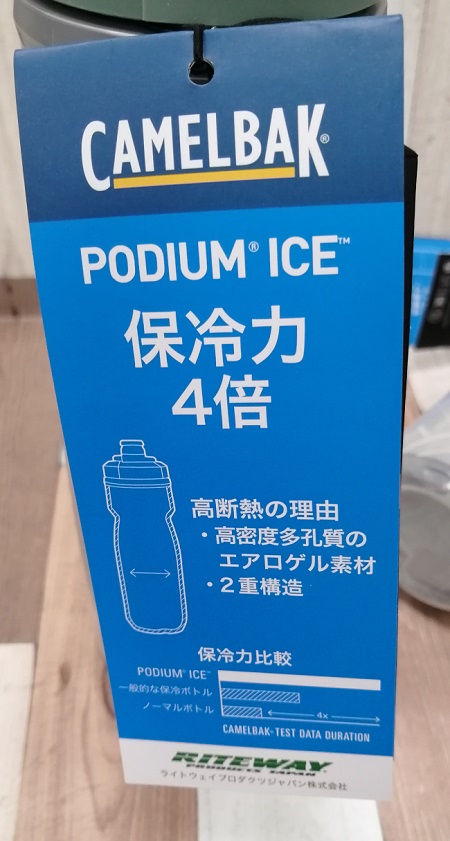 CAMELBAK®
PODIUM® ICE™
保冷力
4倍
高断熱の理由
・高密度多孔質の
エアロゲル素材
・2重構造
保冷力比較
PODIUM® ICE™
一般的な保冷ボトル
ノーマルボトル
4x
CAMELBAK® TEST DATA DURATION
RITEWAY
PRODUCTS JAPAN
ライトウェイプロダクツジャパン株式会社